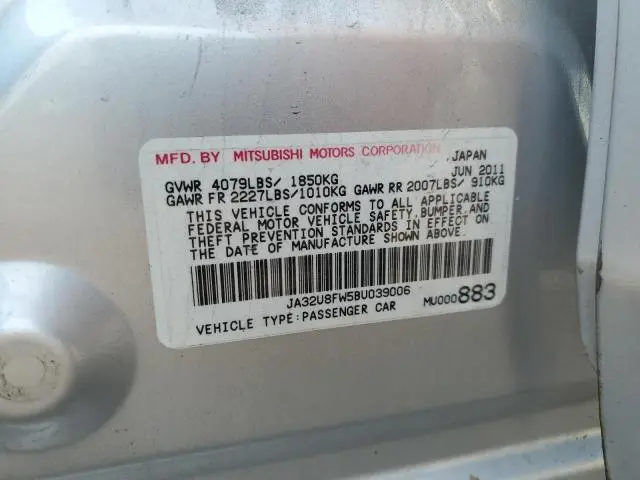 MFD. BY MITSUBISHI MOTORS CORPORATION JAPAN
GVWR 4079LBS/ 1850KG JUN 2011
GAWR FR 2227LBS/1010KG GAWR RR 2007LBS/ 910KG
THIS VEHICLE CONFORMS TO ALL APPLICABLE
FEDERAL MOTOR VEHICLE SAFETY,BUMPER,AND
THEFT PREVENTION STANDARDS IN EFFECT ON
THE DATE OF MANUFACTURE SHOWN ABOVE.
JA32U8FW5BU039006
VEHICLE TYPE:PASSENGER CAR MU000883